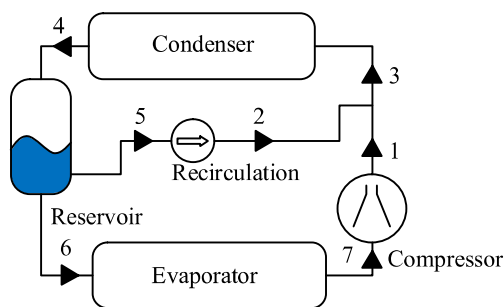 4
Condenser
3
5
2
1
Recirculation
Reservoir
6
7
Compressor
Evaporator